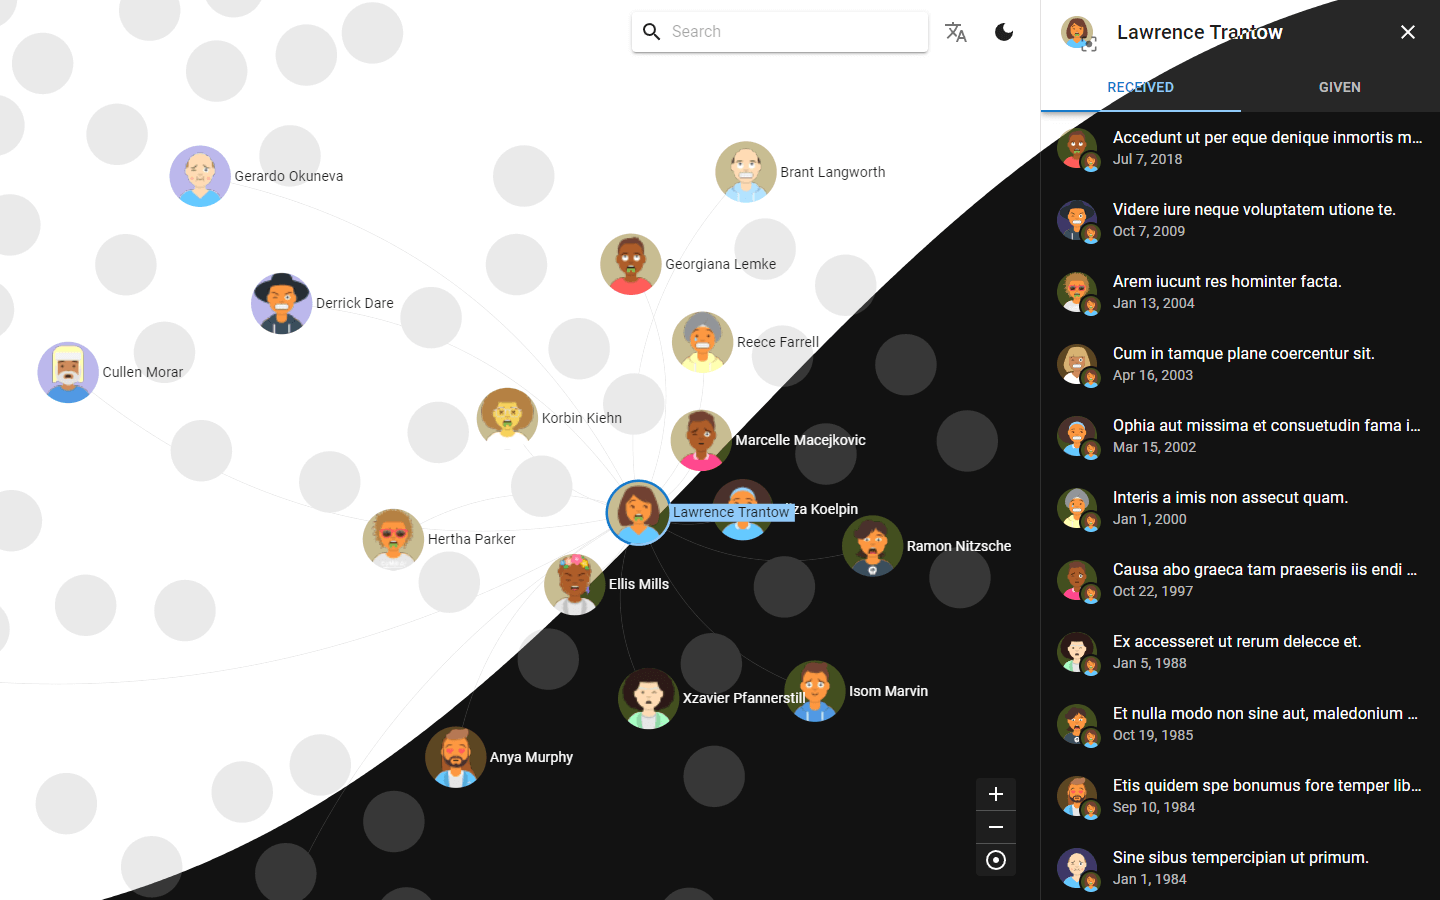 Search
Gerardo Okuneva
Brant Langworth
Georgiana Lemke
Derrick Dare
Reece Farrell
Cullen Morar
Korbin Kiehn
Marcelle Macejkovic
Lawrence Trantow
Koelpin
Hertha Parker
Ramon Nitzsche
Ellis Mills
Xzavier Pfannerstill
Isom Marvin
Anya Murphy
Lawrence Trantow
RECEIVED
GIVEN
Accedunt ut per eque denique inmortis m...
Jul 7, 2018
Videre iure neque voluptatem utione te.
Oct 7, 2009
Arem iucunt res hominter facta.
Jan 13, 2004
Cum in tamque plane coercentur sit.
Apr 16, 2003
Ophia aut missima et consuetudin fama i...
Mar 15, 2002
Interis a imis non assecut quam.
Jan 1, 2000
Causa abo graeca tam praeseris iis endi ...
Oct 22, 1997
Ex accesseret ut rerum delecce et.
Jan 5, 1988
Et nulla modo non sine aut, maledonium ...
Oct 19, 1985
Etis quidem spe bonumus fore temper lib...
Sep 10, 1984
Sine sibus tempercipian ut primum.
Jan 1, 1984